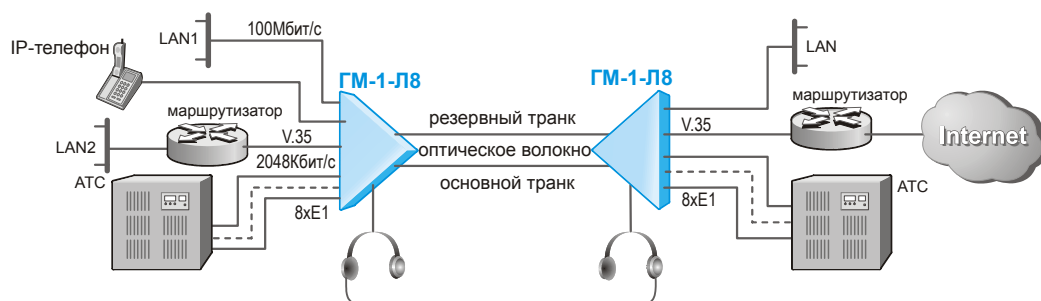 LAN1
100Мбит/с
IP-телефон
ГМ-1-Л8
ГМ-1-Л8
LAN
маршрутизатор
маршрутизатор
резервный транк
V.35
V.35
Internet
LAN2
оптическое волокно
2048Кбит/с
АТС
основной транк
АТС
8xE1
8xE1